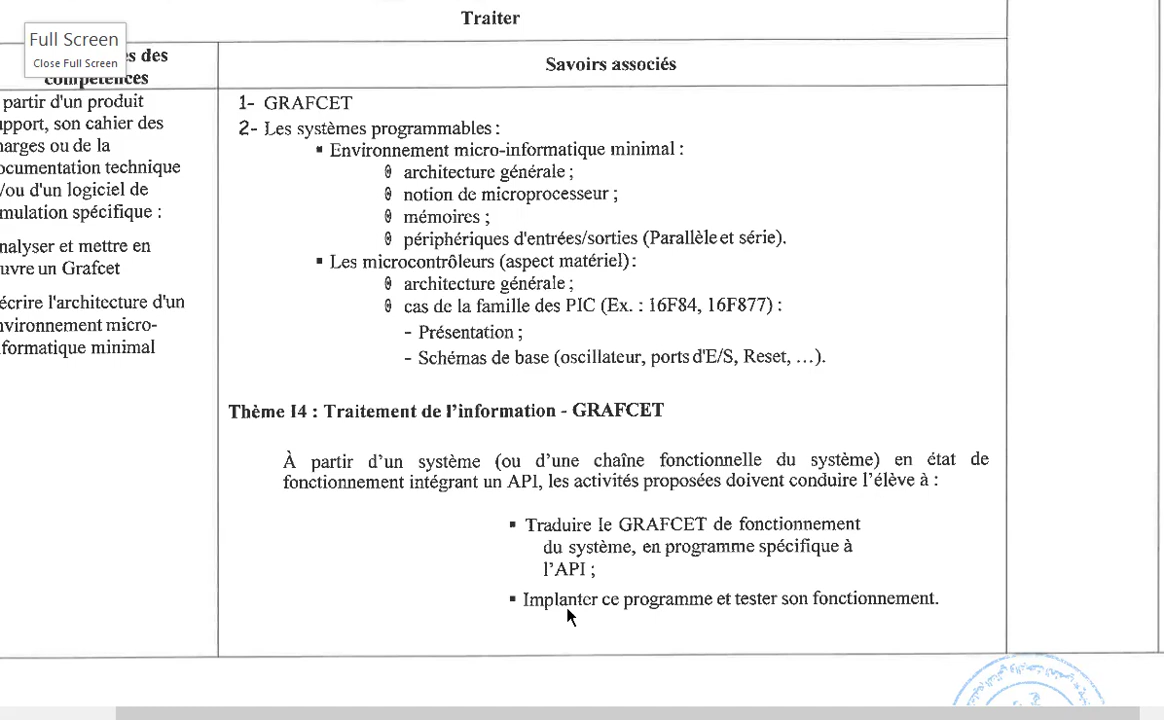 Traiter
Full Screen
Close Full Screen
s des
compétences
Savoirs associés
partir d'un produit
pport, son cahier des
arges ou de la
ocumentation technique
/ou d'un logiciel de
mulation spécifique :
nalyser et mettre en
uvre un Grafcet
écrire l'architecture d'un
nvironnement micro-
formatique minimal
1- GRAFCET
2- Les systèmes programmables :
▪ Environnement micro-informatique minimal :
θ architecture générale ;
θ notion de microprocesseur ;
θ mémoires ;
θ périphériques d'entrées/sorties (Parallèle et série).
▪ Les microcontrôleurs (aspect matériel) :
θ architecture générale ;
θ cas de la famille des PIC (Ex. : 16F84, 16F877) :
- Présentation ;
- Schémas de base (oscillateur, ports d'E/S, Reset, …).
Thème I4 : Traitement de l'information - GRAFCET
À partir d'un système (ou d'une chaîne fonctionnelle du système) en état de
fonctionnement intégrant un API, les activités proposées doivent conduire l'élève à :
▪ Traduire le GRAFCET de fonctionnement
du système, en programme spécifique à
l'API ;
▪ Implanter ce programme et tester son fonctionnement.